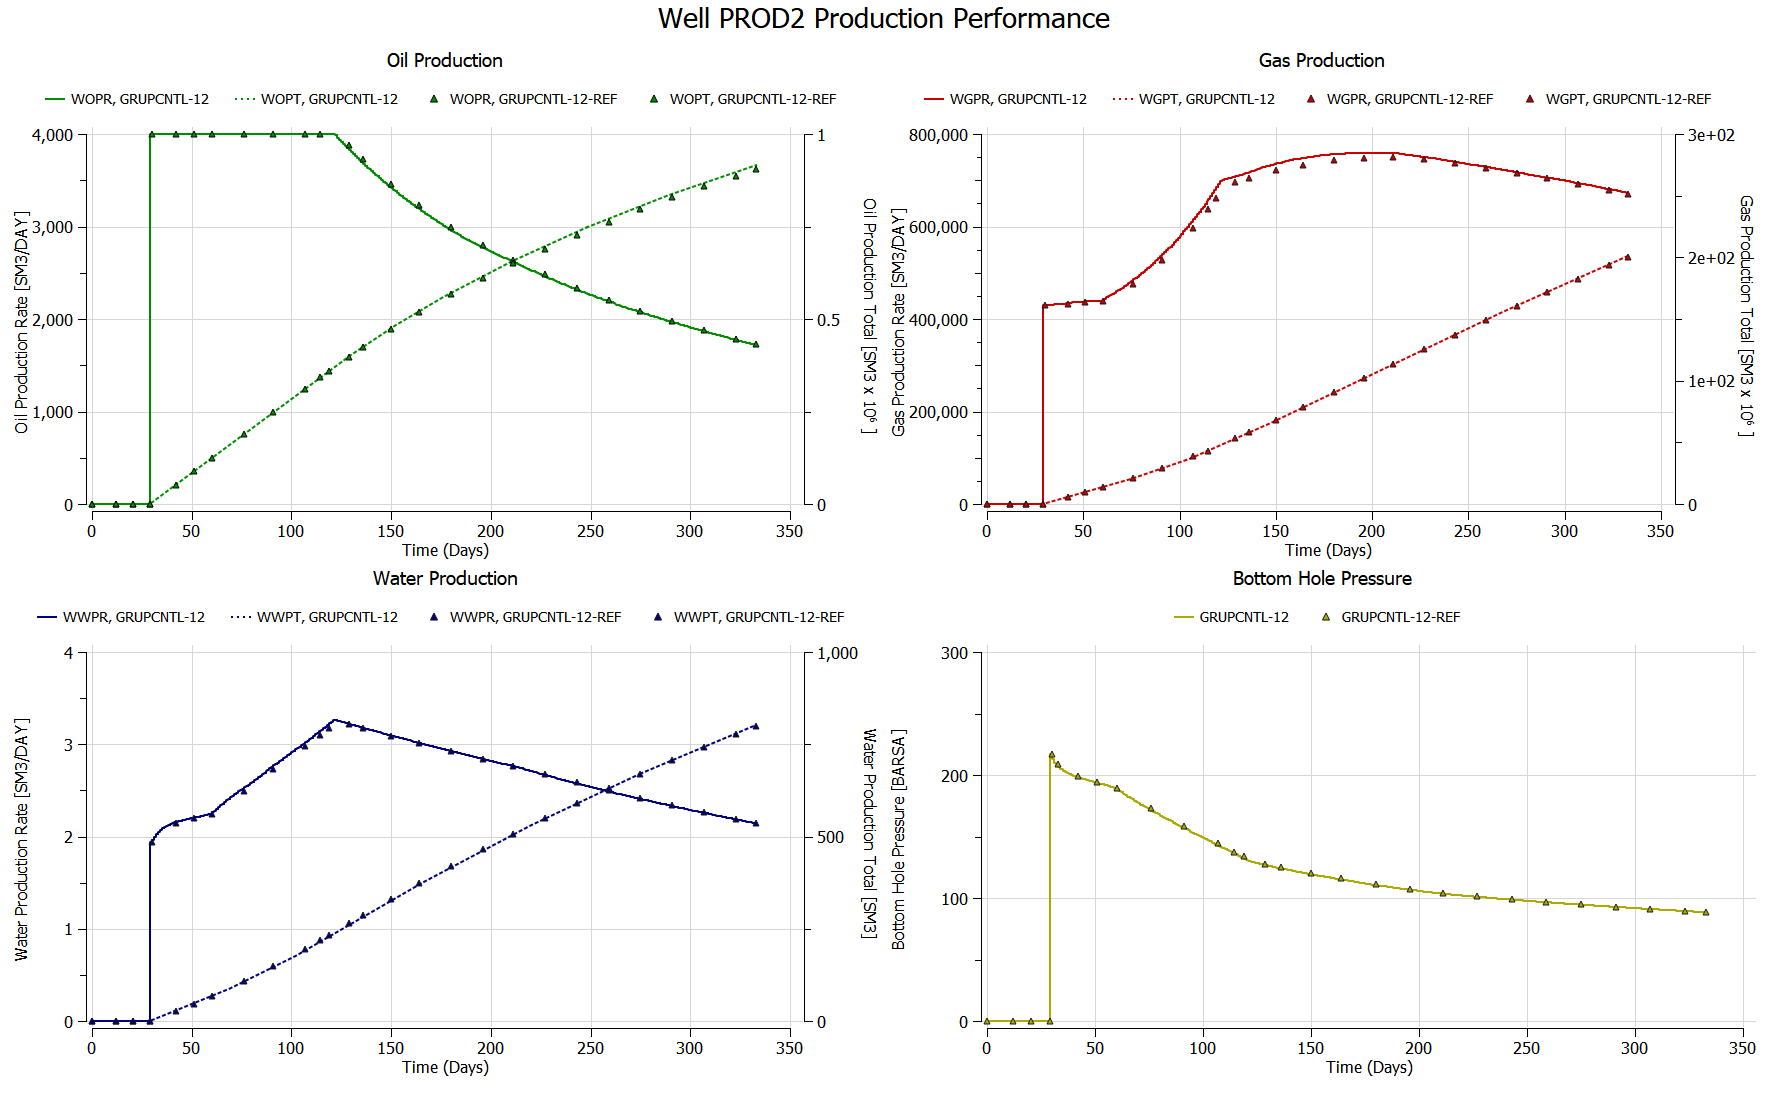 Well PROD2 Production Performance
Oil Production
WOPR, GRUPCNTL-12 WOPT, GRUPCNTL-12 WOPR, GRUPCNTL-12-REF WOPT, GRUPCNTL-12-REF
4,000
3,000
2,000
1,000
0
1
0.5
0
Oil Production Rate [SM3/DAY]
Oil Production Total [SM3 x 10⁶ ]
0 50 100 150 200 250 300 350
Time (Days)
Gas Production
WGPR, GRUPCNTL-12 WGPT, GRUPCNTL-12 WGPR, GRUPCNTL-12-REF WGPT, GRUPCNTL-12-REF
800,000
600,000
400,000
200,000
0
3e+02
2e+02
1e+02
0
Gas Production Rate [SM3/DAY]
Gas Production Total [SM3 x 10⁶ ]
0 50 100 150 200 250 300 350
Time (Days)
Water Production
WWPR, GRUPCNTL-12 WWPT, GRUPCNTL-12 WWPR, GRUPCNTL-12-REF WWPT, GRUPCNTL-12-REF
4
3
2
1
0
1,000
500
0
Water Production Rate [SM3/DAY]
Water Production Total [SM3]
0 50 100 150 200 250 300 350
Time (Days)
Bottom Hole Pressure
GRUPCNTL-12 GRUPCNTL-12-REF
300
200
100
0
Bottom Hole Pressure [BARSA]
0 50 100 150 200 250 300 350
Time (Days)